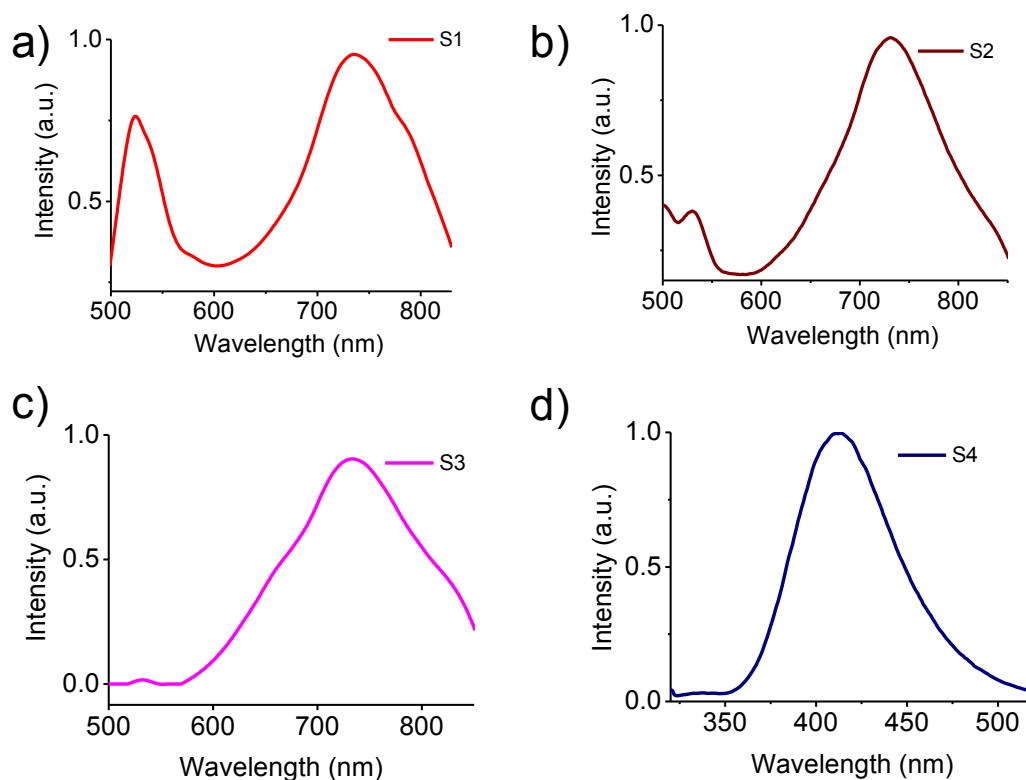 a)
S1
1.0
0.5
Intensity (a.u.)
500 600 700 800
Wavelength (nm)
b)
S2
1.0
0.5
Intensity (a.u.)
500 600 700 800
Wavelength (nm)
c)
S3
1.0
0.5
0.0
Intensity (a.u.)
500 600 700 800
Wavelength (nm)
d)
S4
1.0
0.5
0.0
Intensity (a.u.)
350 400 450 500
Wavelength (nm)